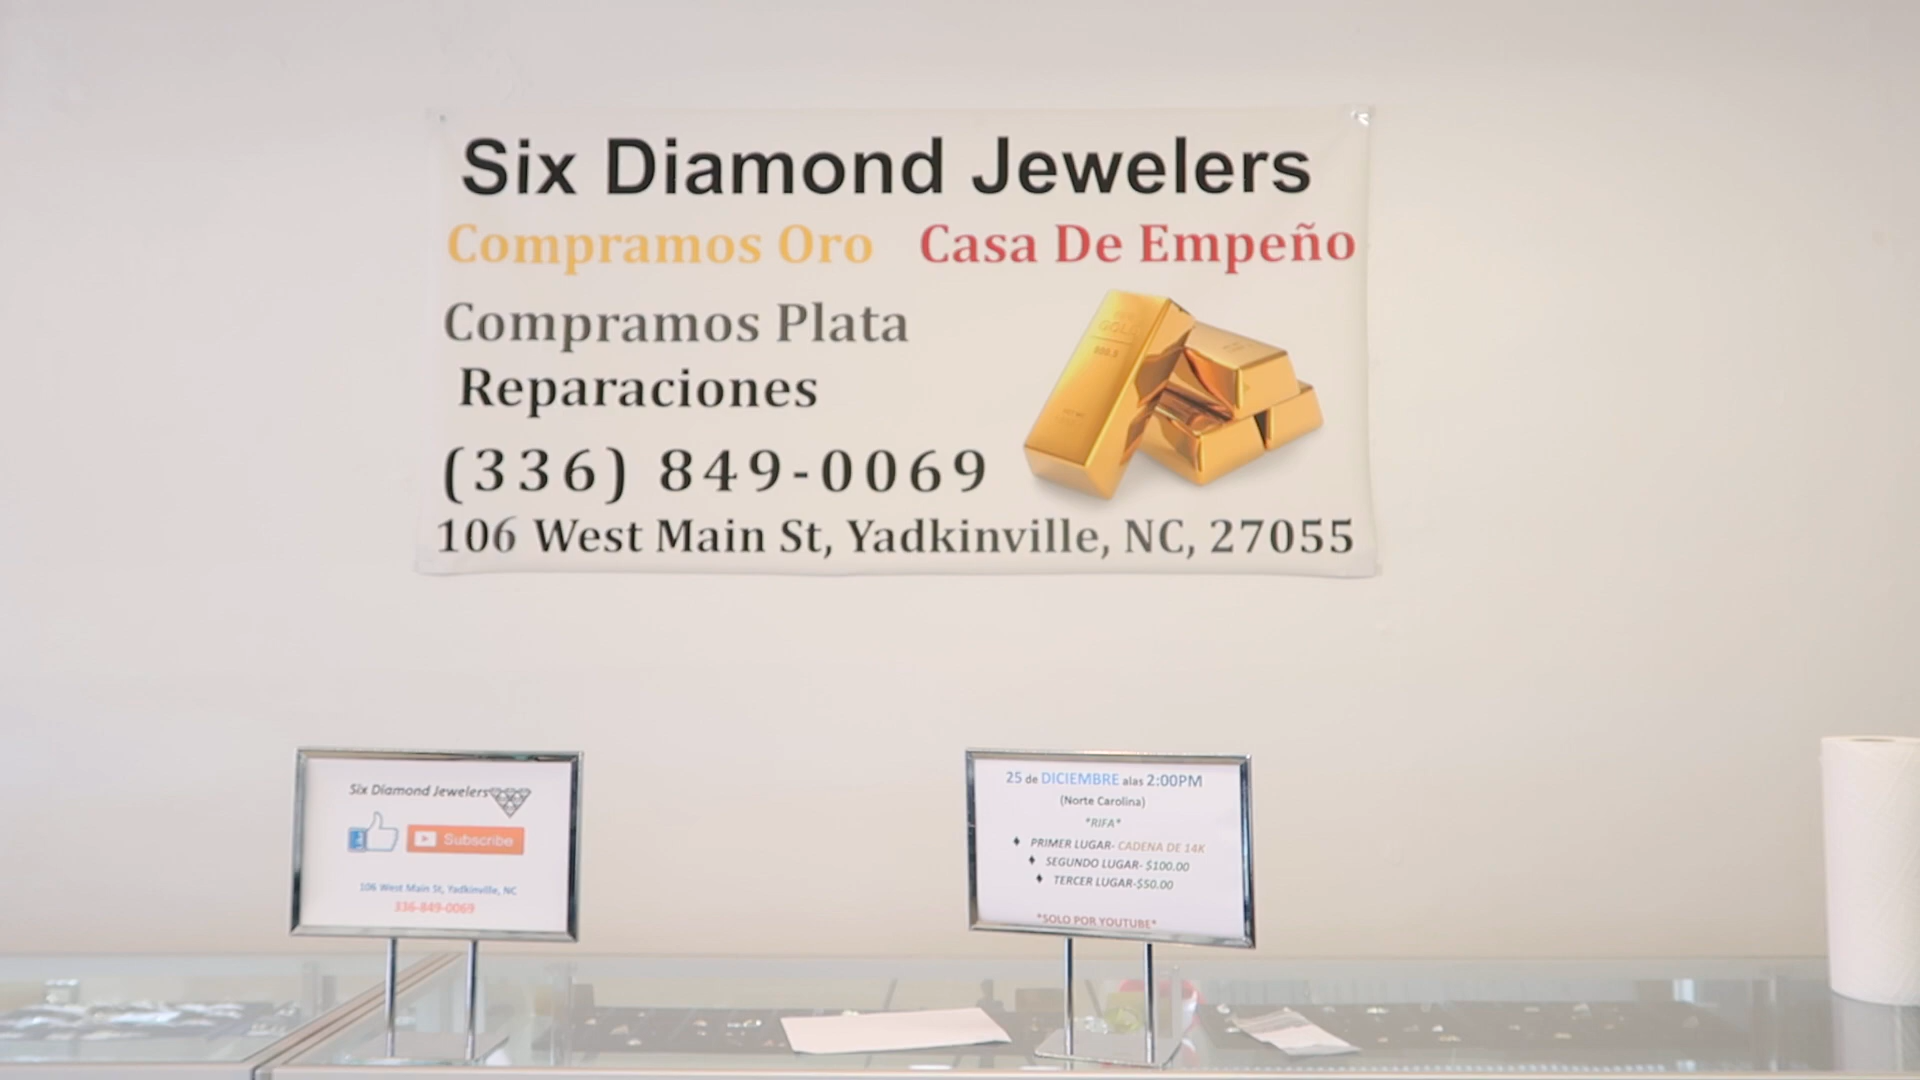 Six Diamond Jewelers
Compramos Oro Casa De Empeño
Compramos Plata
Reparaciones
(336) 849-0069
106 West Main St, Yadkinville, NC, 27055
GOLD
Six Diamond Jewelers
Subscribe
106 West Main St, Yadkinville, NC
336-849-0069
25 de DICIEMBRE alas 2:00PM
(Norte Carolina)
*RIFA*
♦ PRIMER LUGAR- CADENA DE 14K
♦ SEGUNDO LUGAR- $100.00
♦ TERCER LUGAR-$50.00
*SOLO POR YOUTUBE*